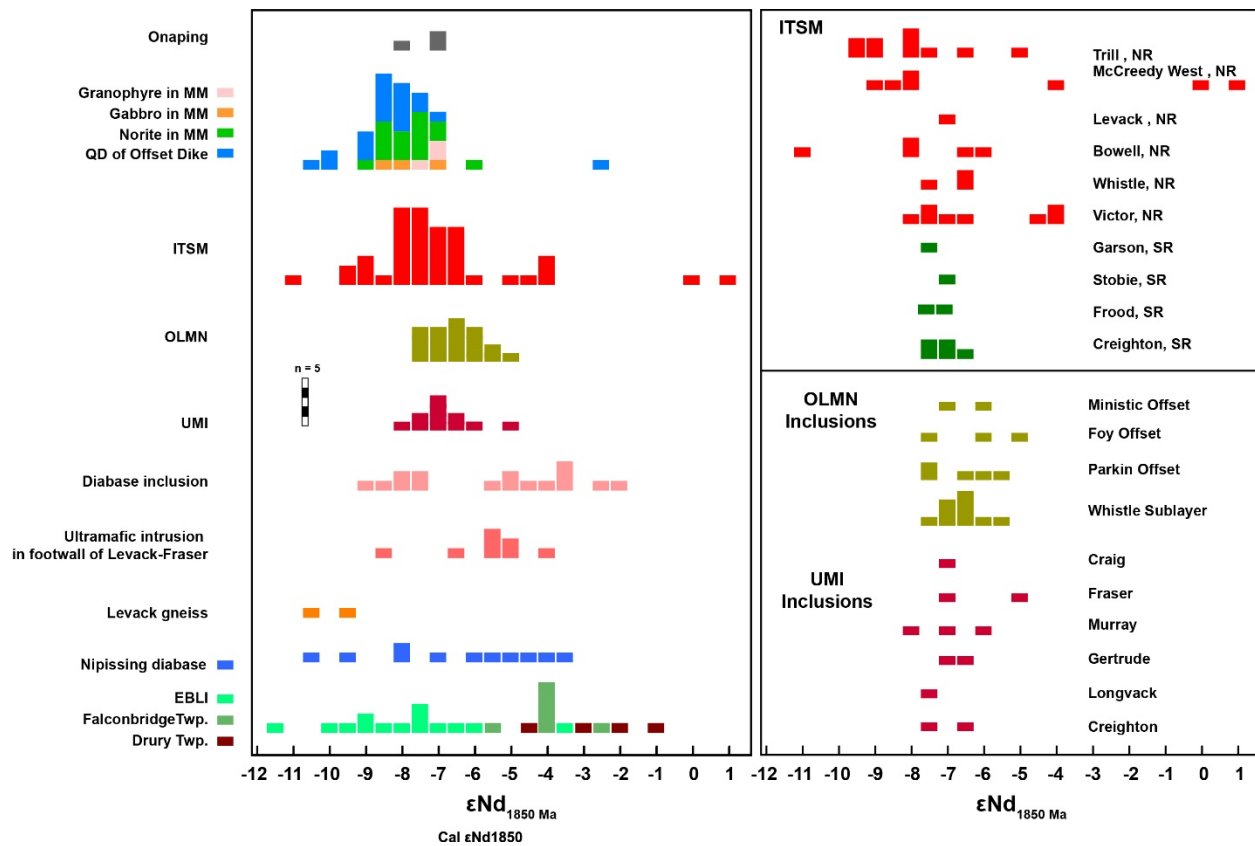 Onaping
Granophyre in MM
Gabbro in MM
Norite in MM
QD of Offset Dike
ITSM
OLMN
n = 5
UMI
Diabase inclusion
Ultramafic intrusion
in footwall of Levack-Fraser
Levack gneiss
Nipissing diabase
EBLI
FalconbridgeTwp.
Drury Twp.
-12 -11 -10 -9 -8 -7 -6 -5 -4 -3 -2 -1 0 1
εNd1850 Ma
Cal εNd1850
ITSM
Trill , NR
McCreedy West , NR
Levack , NR
Bowell, NR
Whistle, NR
Victor, NR
Garson, SR
Stobie, SR
Frood, SR
Creighton, SR
OLMN
Inclusions
Ministic Offset
Foy Offset
Parkin Offset
Whistle Sublayer
UMI
Inclusions
Craig
Fraser
Murray
Gertrude
Longvack
Creighton
-12 -11 -10 -9 -8 -7 -6 -5 -4 -3 -2 -1 0 1
εNd1850 Ma